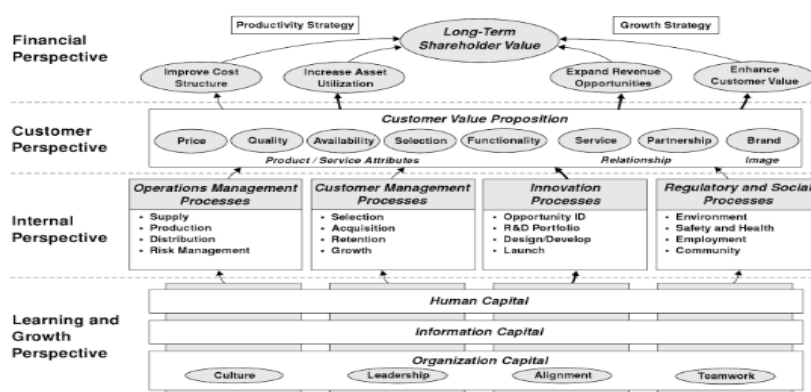 Financial
Perspective
Productivity Strategy
Growth Strategy
Long-Term
Shareholder Value
Improve Cost
Structure
Increase Asset
Utilization
Expand Revenue
Opportunities
Enhance
Customer Value
Customer
Perspective
Customer Value Proposition
Price
Quality
Availability
Selection
Functionality
Service
Partnership
Brand
Product / Service Attributes
Relationship
Image
Internal
Perspective
Operations Management
Processes
• Supply
• Production
• Distribution
• Risk Management
Customer Management
Processes
• Selection
• Acquisition
• Retention
• Growth
Innovation
Processes
• Opportunity ID
• R&D Portfolio
• Design/Develop
• Launch
Regulatory and Social
Processes
• Environment
• Safety and Health
• Employment
• Community
Learning and
Growth
Perspective
Human Capital
Information Capital
Organization Capital
Culture
Leadership
Alignment
Teamwork